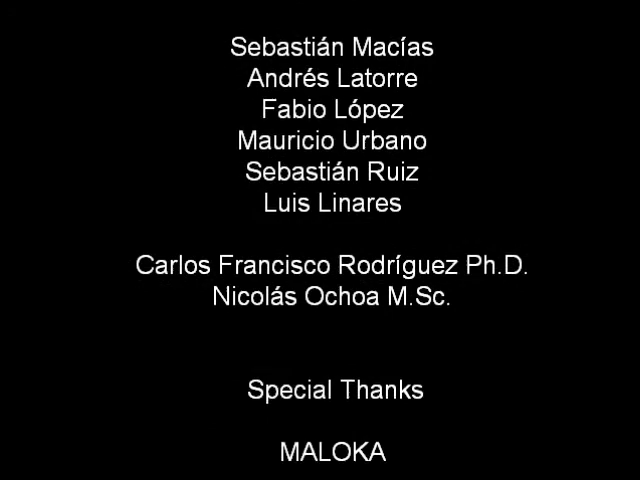 Sebastián Macías
Andrés Latorre
Fabio López
Mauricio Urbano
Sebastián Ruiz
Luis Linares
Carlos Francisco Rodríguez Ph.D.
Nicolás Ochoa M.Sc.
Special Thanks
MALOKA